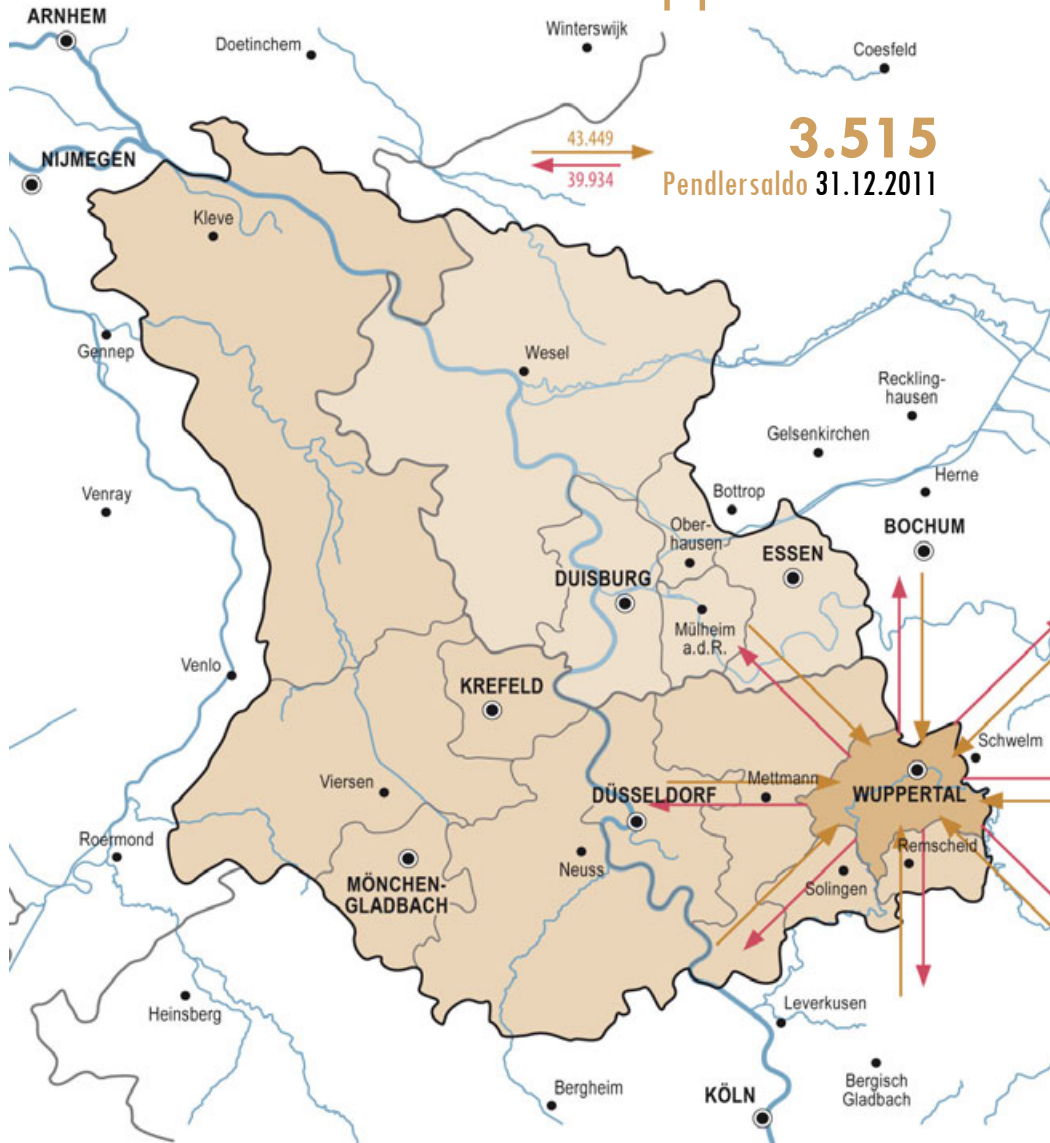 ARNHEM
Doetinchem
Winterswijk
Coesfeld
43.449
39.934
3.515
Pendlersaldo 31.12.2011
NIJMEGEN
Kleve
Gennep
Wesel
Reckling-
hausen
Gelsenkirchen
Herne
Venray
Bottrop
BOCHUM
Ober-
hausen
ESSEN
DUISBURG
Mülheim
a.d.R.
Venlo
KREFELD
Schwelm
Viersen
Mettmann
DÜSSELDORF
WUPPERTAL
Roermond
Neuss
Remscheid
Solingen
MÖNCHEN-
GLADBACH
Heinsberg
Leverkusen
Bergheim
KÖLN
Bergisch
Gladbach